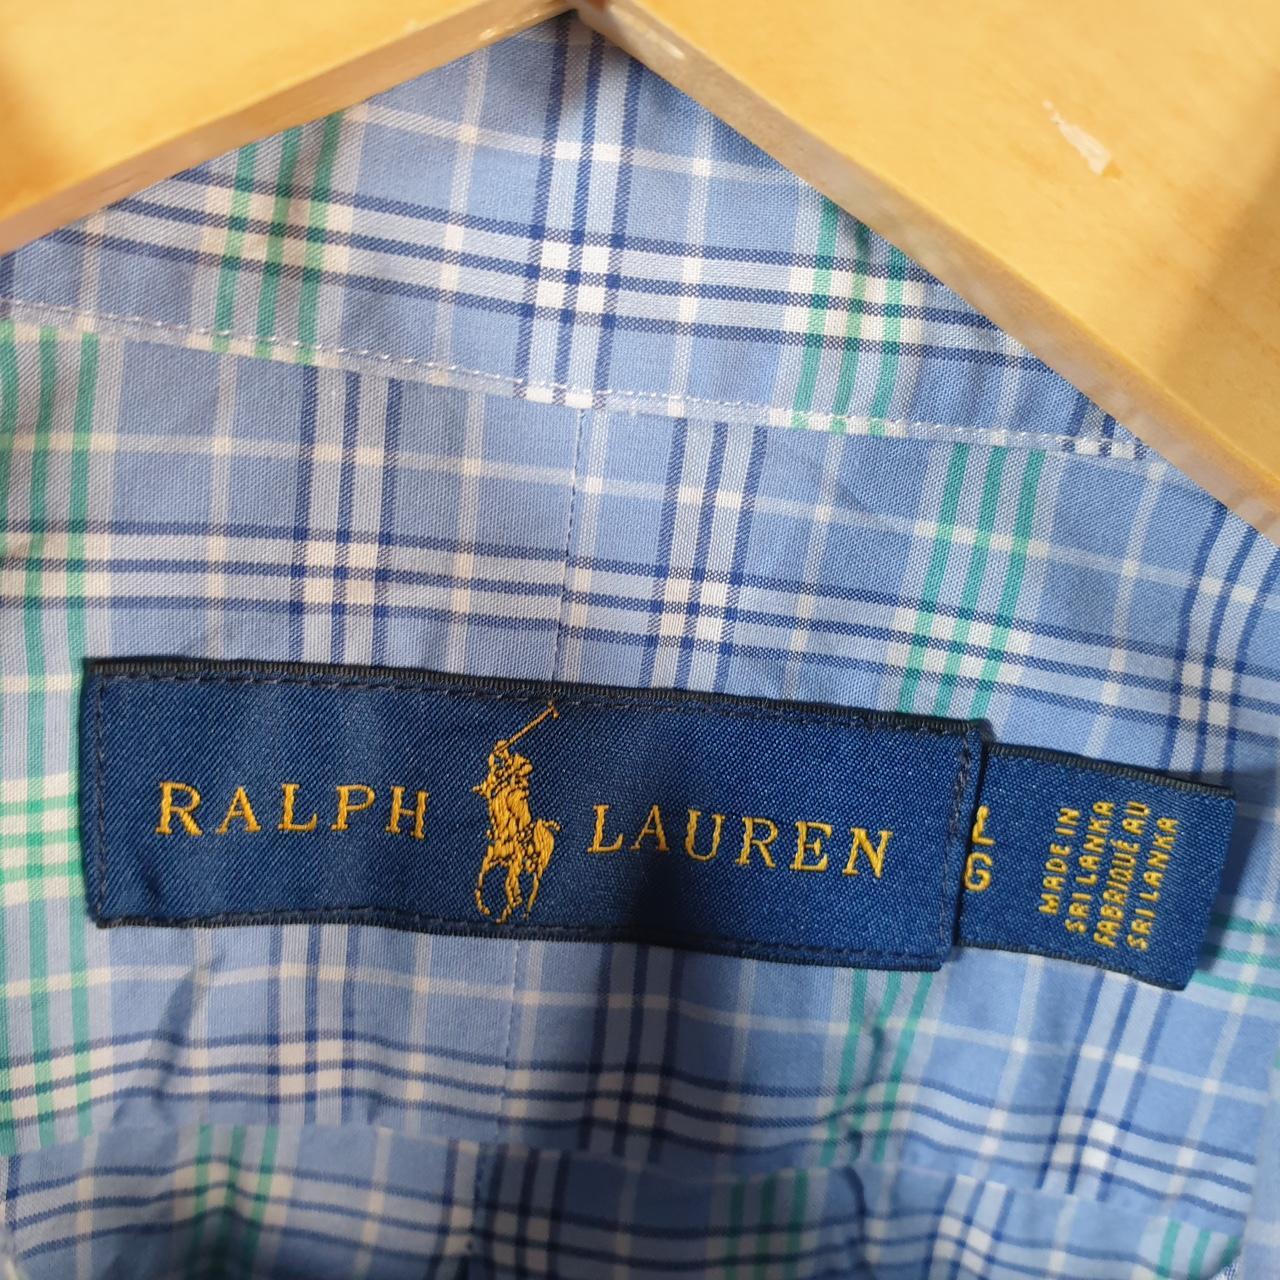 RALPH LAUREN
L
G
MADE IN
SRI LANKA
FABRIQUÉ AU
SRI LANKA